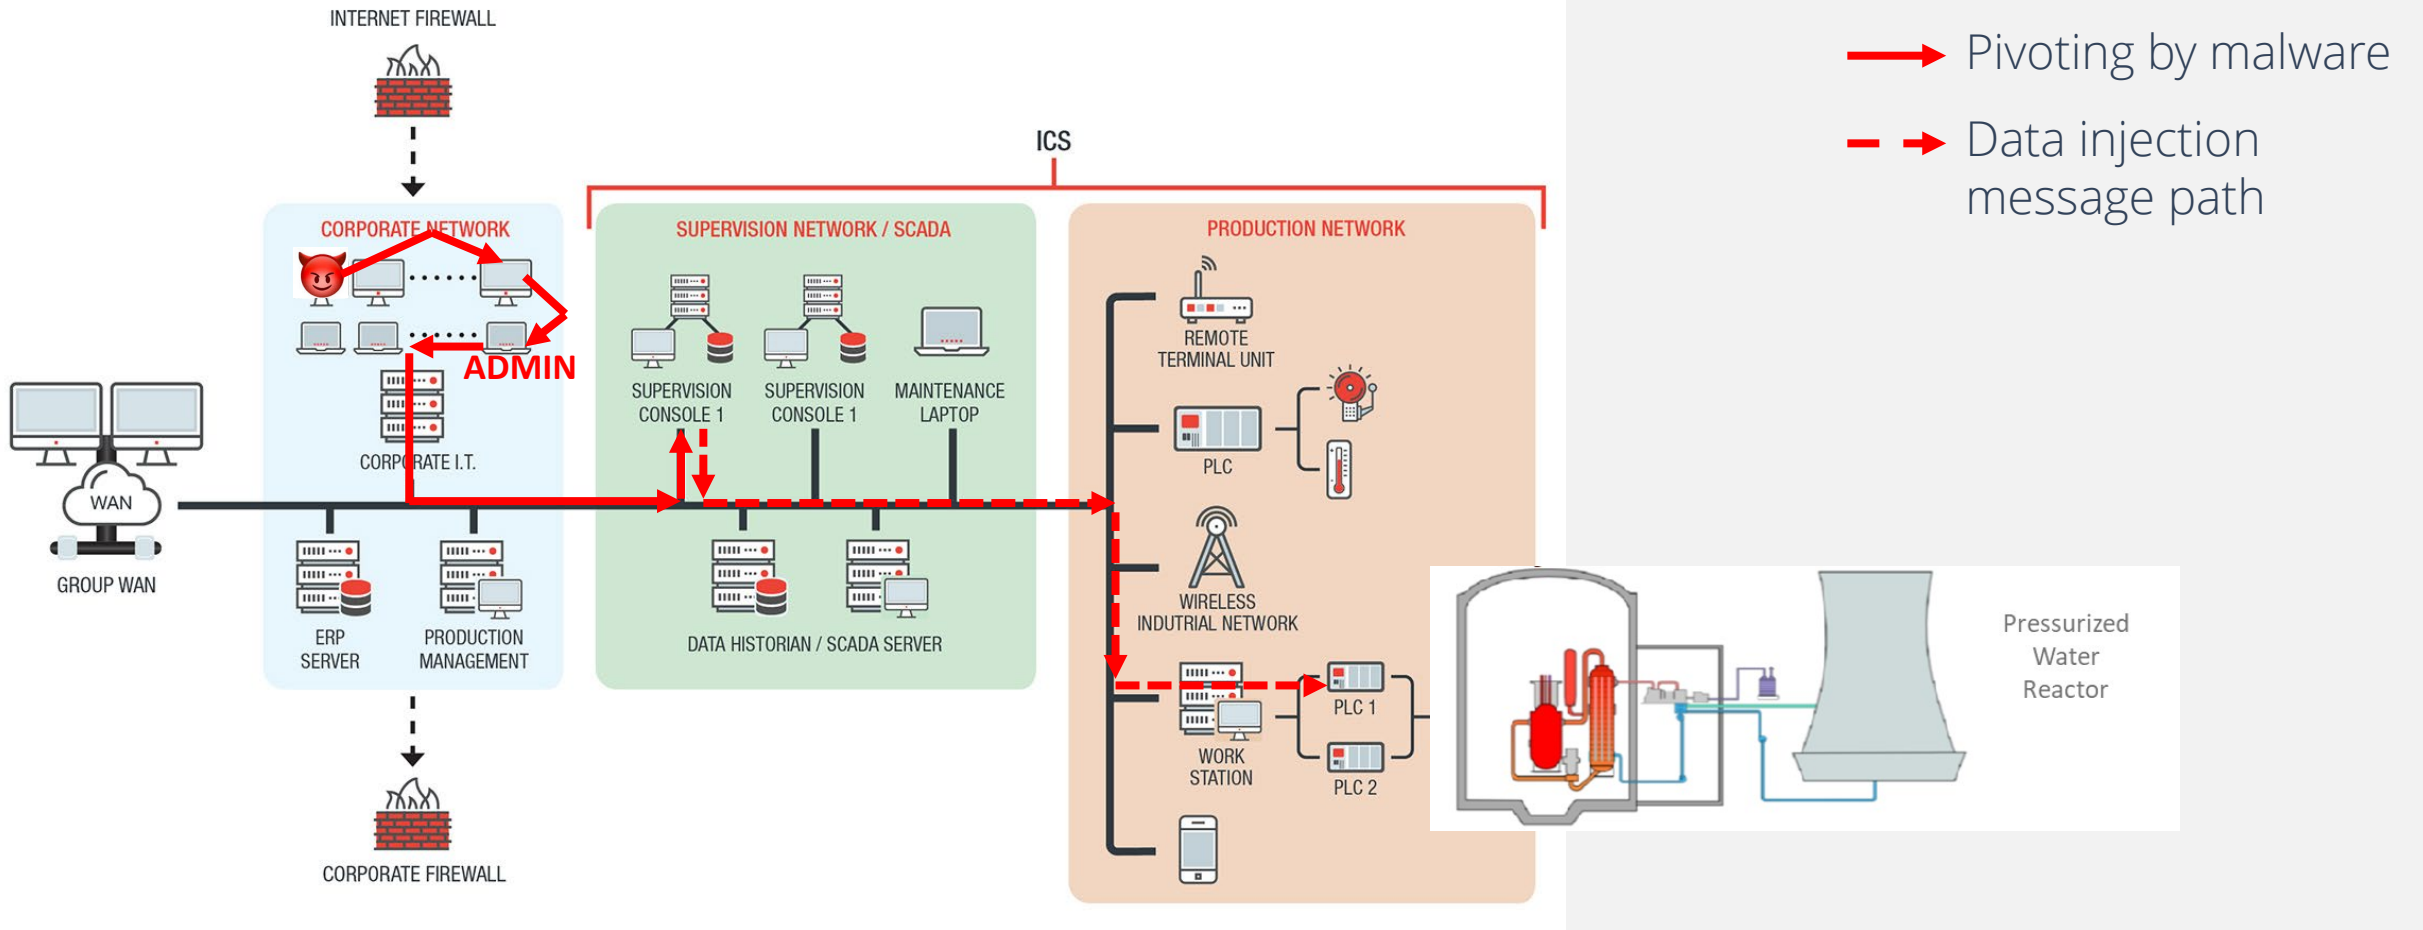 INTERNET FIREWALL
Pivoting by malware
Data injection
message path
ICS
CORPORATE NETWORK
SUPERVISION NETWORK / SCADA
PRODUCTION NETWORK
ADMIN
REMOTE
TERMINAL UNIT
SUPERVISION
CONSOLE 1
SUPERVISION
CONSOLE 1
MAINTENANCE
LAPTOP
CORPORATE I.T.
PLC
WAN
GROUP WAN
WIRELESS
INDUTRIAL NETWORK
ERP
SERVER
PRODUCTION
MANAGEMENT
DATA HISTORIAN / SCADA SERVER
Pressurized
Water
Reactor
PLC 1
WORK
STATION
PLC 2
CORPORATE FIREWALL